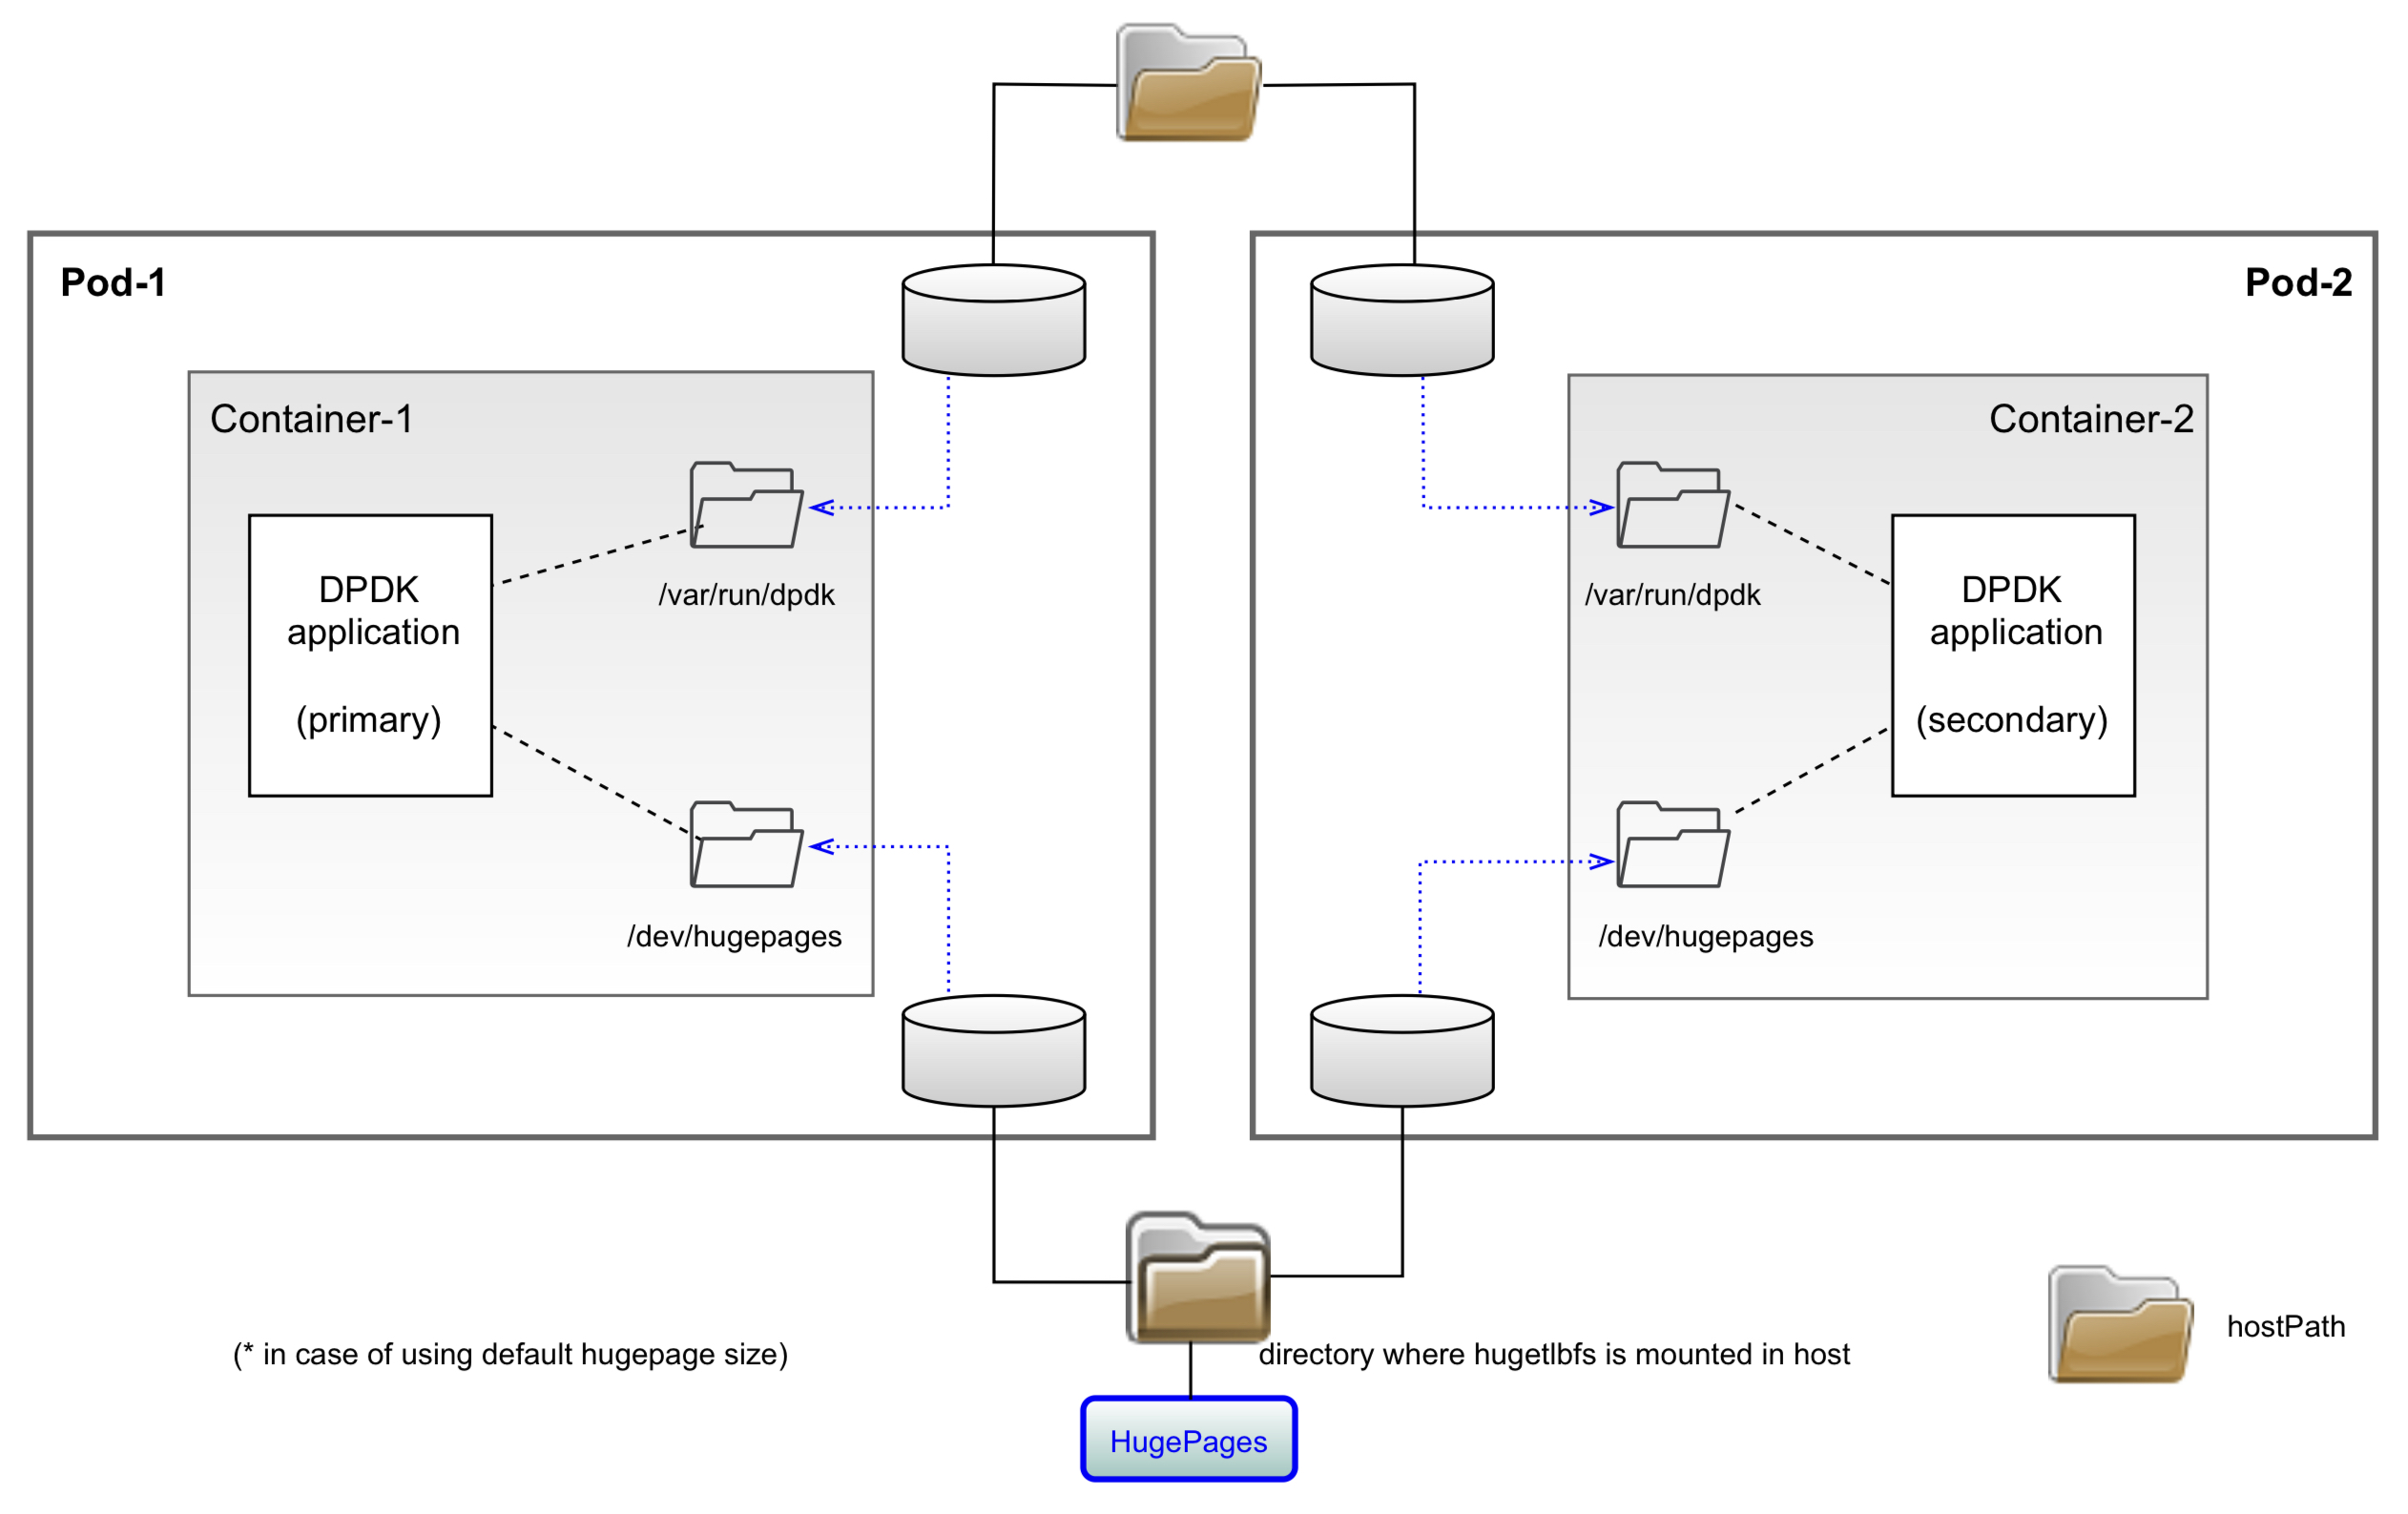 Pod-1
Pod-2
Container-1
Container-2
DPDK
application
(primary)
/var/run/dpdk
/dev/hugepages
/var/run/dpdk
/dev/hugepages
DPDK
application
(secondary)
(* in case of using default hugepage size)
directory where hugetlbfs is mounted in host
hostPath
HugePages